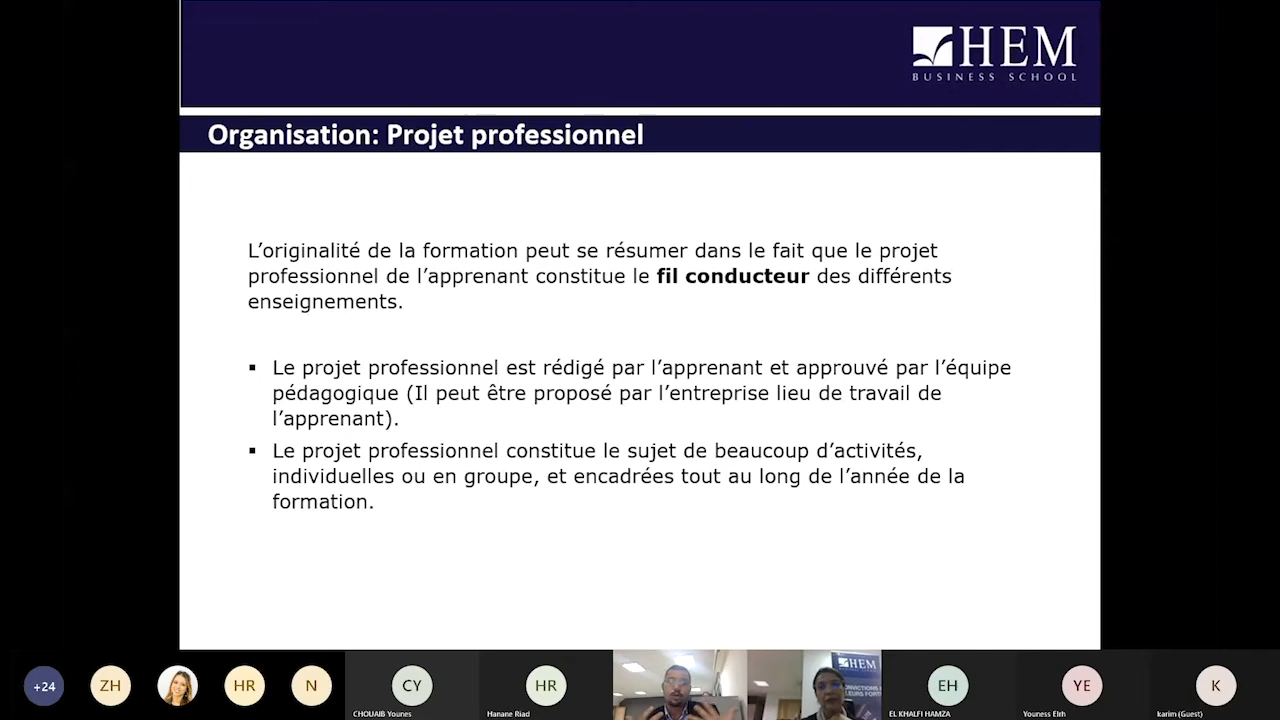 HEM
BUSINESS SCHOOL
Organisation: Projet professionnel
L’originalité de la formation peut se résumer dans le fait que le projet
professionnel de l’apprenant constitue le fil conducteur des différents
enseignements.
▪ Le projet professionnel est rédigé par l’apprenant et approuvé par l’équipe
pédagogique (Il peut être proposé par l’entreprise lieu de travail de
l’apprenant).
▪ Le projet professionnel constitue le sujet de beaucoup d’activités,
individuelles ou en groupe, et encadrées tout au long de l’année de la
formation.
+24
ZH
HR
N
CY
CHOUAIB Younes
HR
Hanane Riad
HEM
EH
EL KHALFI HAMZA
YE
Youness Elrh
K
karim (Guest)